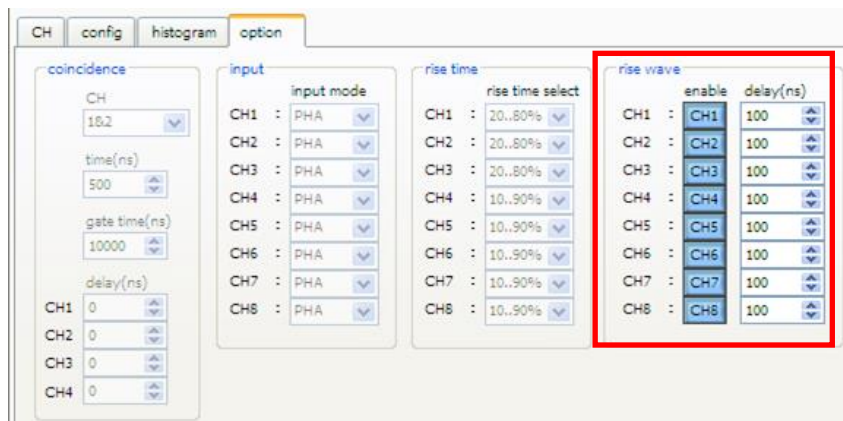 CH config histogram option
coincidence
CH
1&2
time(ns)
500
gate time(ns)
10000
delay(ns)
CH1 0
CH2 0
CH3 0
CH4 0
input
input mode
CH1 : PHA
CH2 : PHA
CH3 : PHA
CH4 : PHA
CH5 : PHA
CH6 : PHA
CH7 : PHA
CH8 : PHA
rise time
rise time select
CH1 : 20..80%
CH2 : 20..80%
CH3 : 20..80%
CH4 : 10..90%
CH5 : 10..90%
CH6 : 10..90%
CH7 : 10..90%
CH8 : 10..90%
rise wave
enable delay(ns)
CH1 : CH1 100
CH2 : CH2 100
CH3 : CH3 100
CH4 : CH4 100
CH5 : CH5 100
CH6 : CH6 100
CH7 : CH7 100
CH8 : CH8 100